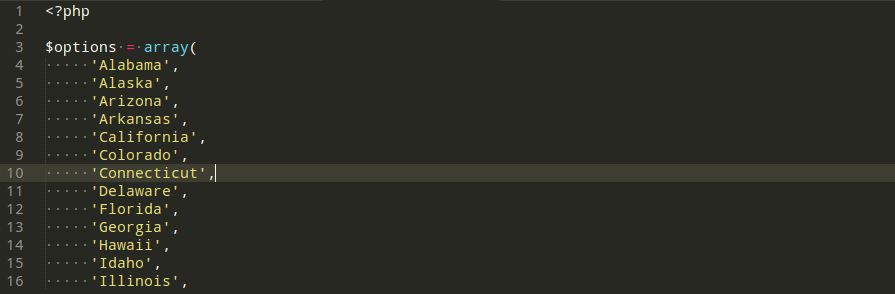 1 <?php
2
3 $options = array(
4 ·····'Alabama',
5 ·····'Alaska',
6 ·····'Arizona',
7 ·····'Arkansas',
8 ·····'California',
9 ·····'Colorado',
10 ·····'Connecticut',
11 ·····'Delaware',
12 ·····'Florida',
13 ·····'Georgia',
14 ·····'Hawaii',
15 ·····'Idaho',
16 ·····'Illinois',